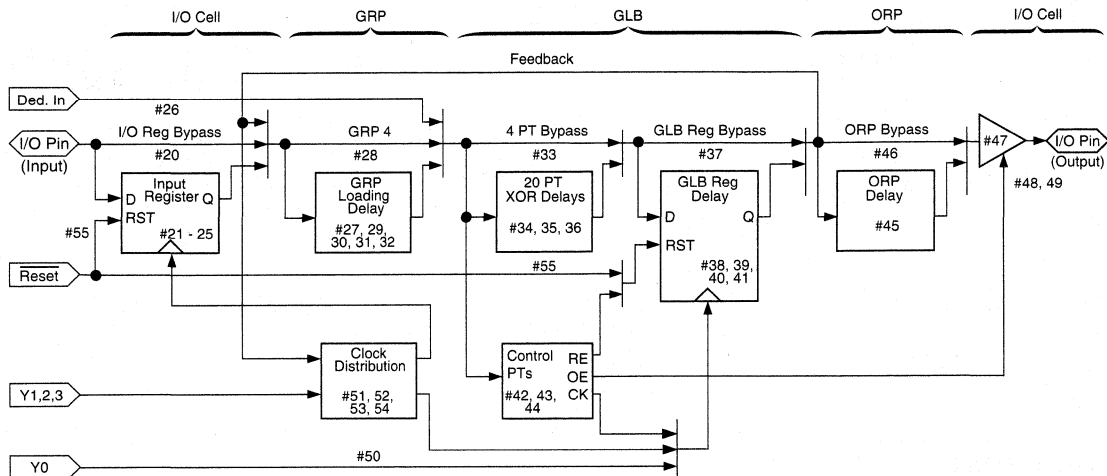 I/O Cell
GRP
GLB
ORP
I/O Cell
Feedback
Ded. In
#26
I/O Pin
(Input)
I/O Reg Bypass
#20
GRP 4
#28
4 PT Bypass
#33
GLB Reg Bypass
#37
ORP Bypass
#46
#47
I/O Pin
(Output)
#48, 49
Input
Register
D
Q
RST
#21 - 25
#55
GRP
Loading
Delay
#27, 29,
30, 31, 32
20 PT
XOR Delays
#34, 35, 36
GLB Reg
Delay
D
Q
RST
#38, 39,
40, 41
ORP
Delay
#45
Reset
#55
Clock
Distribution
#51, 52,
53, 54
Control
PTs
RE
OE
CK
#42, 43,
44
Y1,2,3
Y0
#50